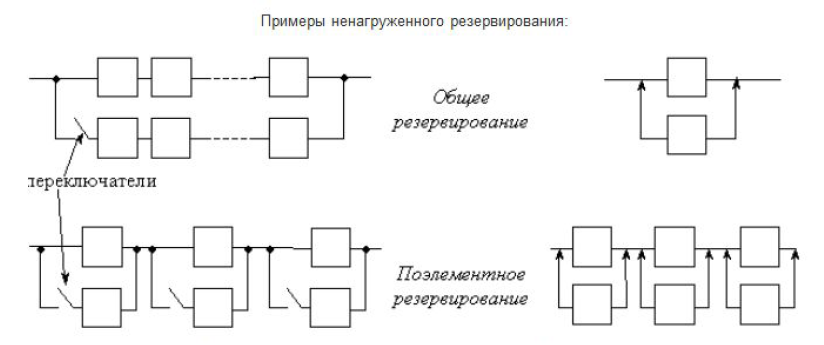 Примеры ненагруженного резервирования:
Общее
резервирование
переключатели
Поэлементное
резервирование